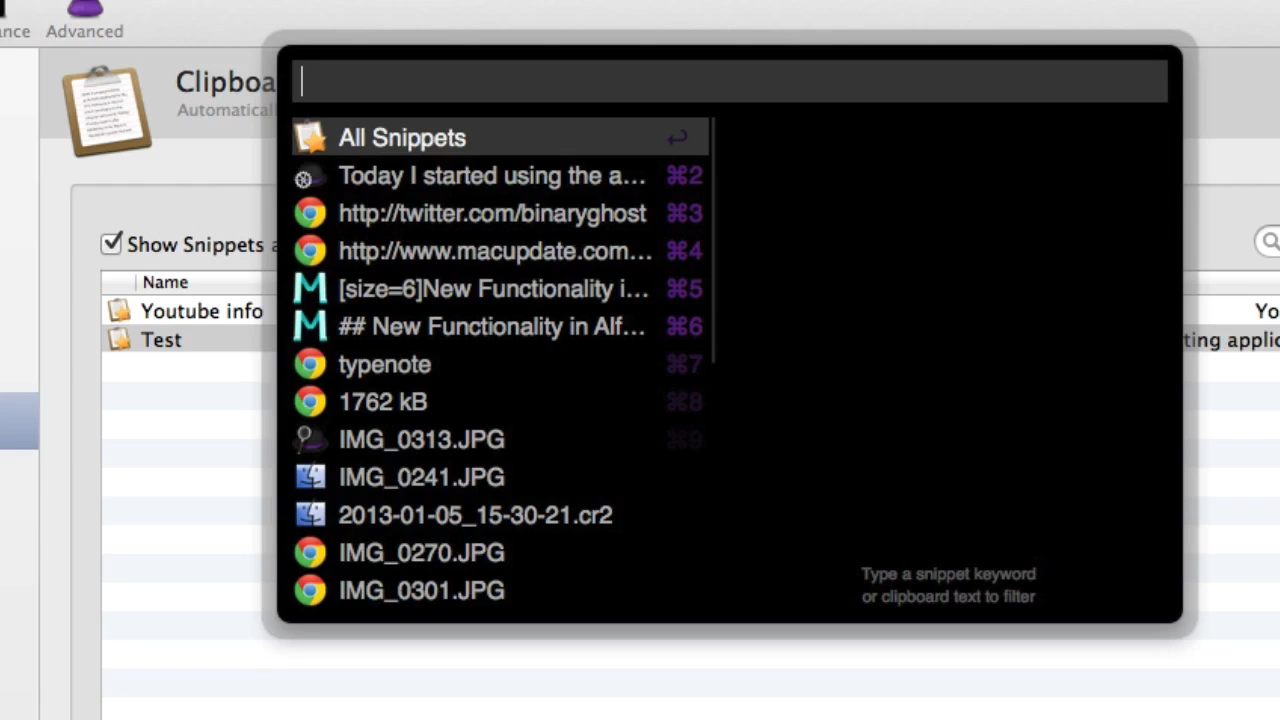 ance Advanced
Clipboa
Automaticall
Show Snippets a
Name
Youtube info
Test
All Snippets ↩
Today I started using the a... ⌘2
http://twitter.com/binaryghost ⌘3
http://www.macupdate.com... ⌘4
[size=6]New Functionality i... ⌘5
## New Functionality in Alf... ⌘6
typenote ⌘7
1762 kB ⌘8
IMG_0313.JPG ⌘9
IMG_0241.JPG
2013-01-05_15-30-21.cr2
IMG_0270.JPG
IMG_0301.JPG
Type a snippet keyword
or clipboard text to filter
Yo
ting applic